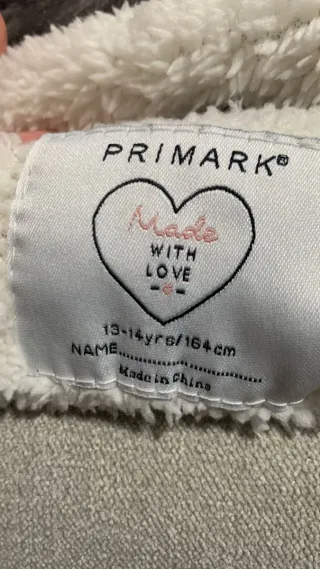 PRIMARK®
Made
WITH
LOVE
13-14yrs/164cm
NAME..............................
Made in China